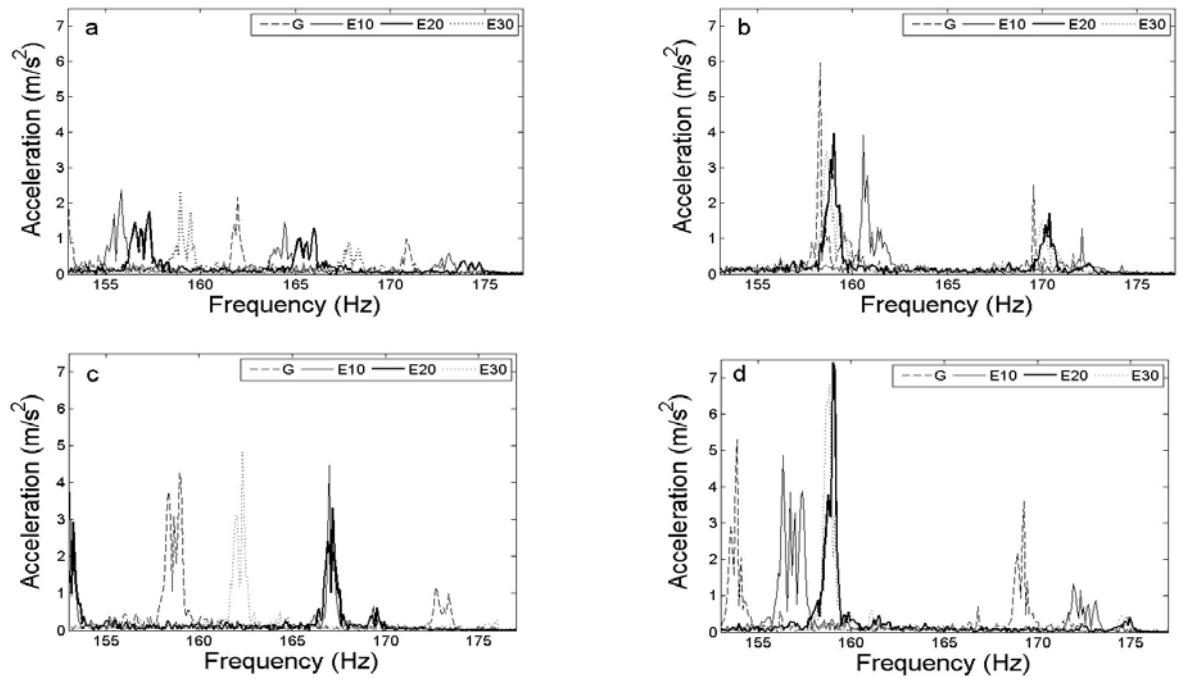 a
G E10 E20 E30
Acceleration (m/s²)
7
6
5
4
3
2
1
0
155 160 165 170 175
Frequency (Hz)
b
G E10 E20 E30
Acceleration (m/s²)
7
6
5
4
3
2
1
0
155 160 165 170 175
Frequency (Hz)
c
G E10 E20 E30
Acceleration (m/s²)
7
6
5
4
3
2
1
0
155 160 165 170 175
Frequency (Hz)
d
G E10 E20 E30
Acceleration (m/s²)
7
6
5
4
3
2
1
0
155 160 165 170 175
Frequency (Hz)